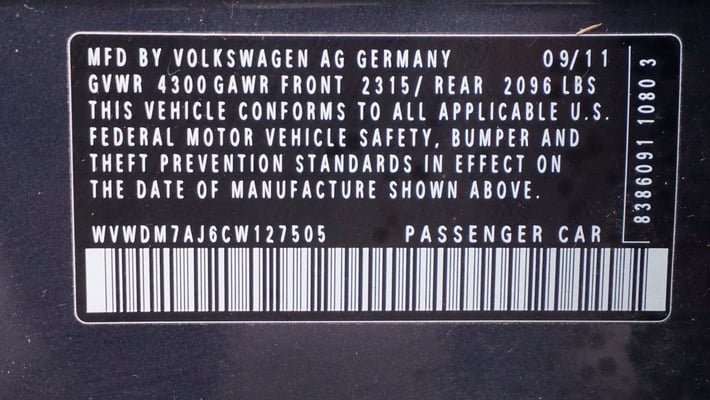 MFD BY VOLKSWAGEN AG GERMANY 09/11
GVWR 4300 GAWR FRONT 2315/ REAR 2096 LBS
THIS VEHICLE CONFORMS TO ALL APPLICABLE U.S.
FEDERAL MOTOR VEHICLE SAFETY, BUMPER AND
THEFT PREVENTION STANDARDS IN EFFECT ON
THE DATE OF MANUFACTURE SHOWN ABOVE.
WVWDM7AJ6CW127505 PASSENGER CAR
8386091 1080 3